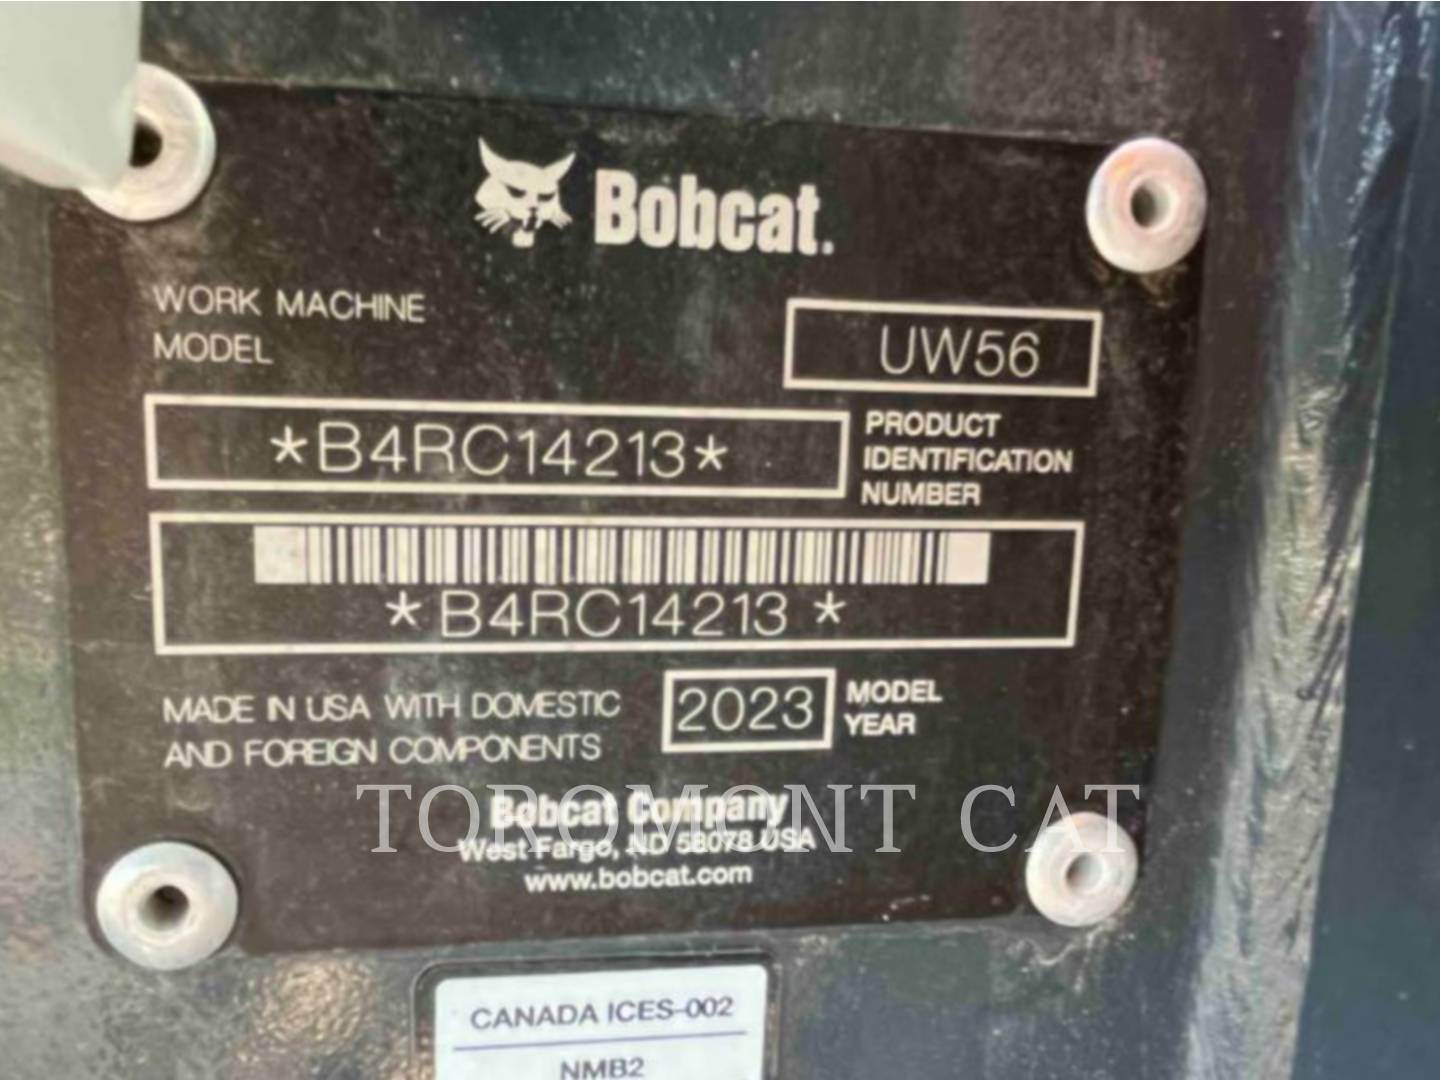 Bobcat.
WORK MACHINE
MODEL
UW56
*B4RC14213*
PRODUCT
IDENTIFICATION
NUMBER
*B4RC14213 *
MADE IN USA WITH DOMESTIC
AND FOREIGN COMPONENTS
2023
MODEL
YEAR
Bobcat Company
TOROMONT CAT
West Fargo, ND 58078 USA
www.bobcat.com
CANADA ICES-002
NMB2